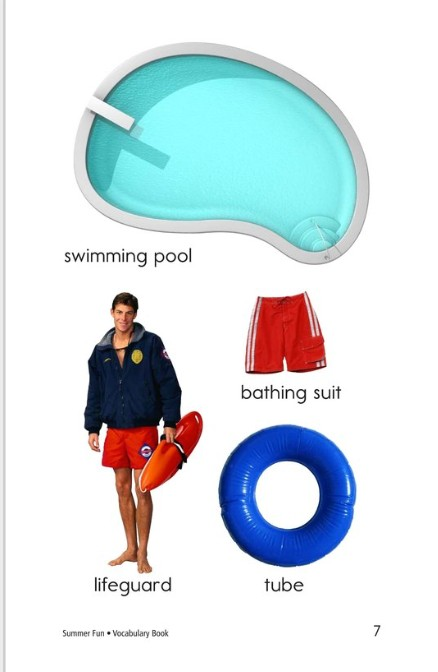 swimming pool
bathing suit
lifeguard
tube
Summer Fun • Vocabulary Book
7